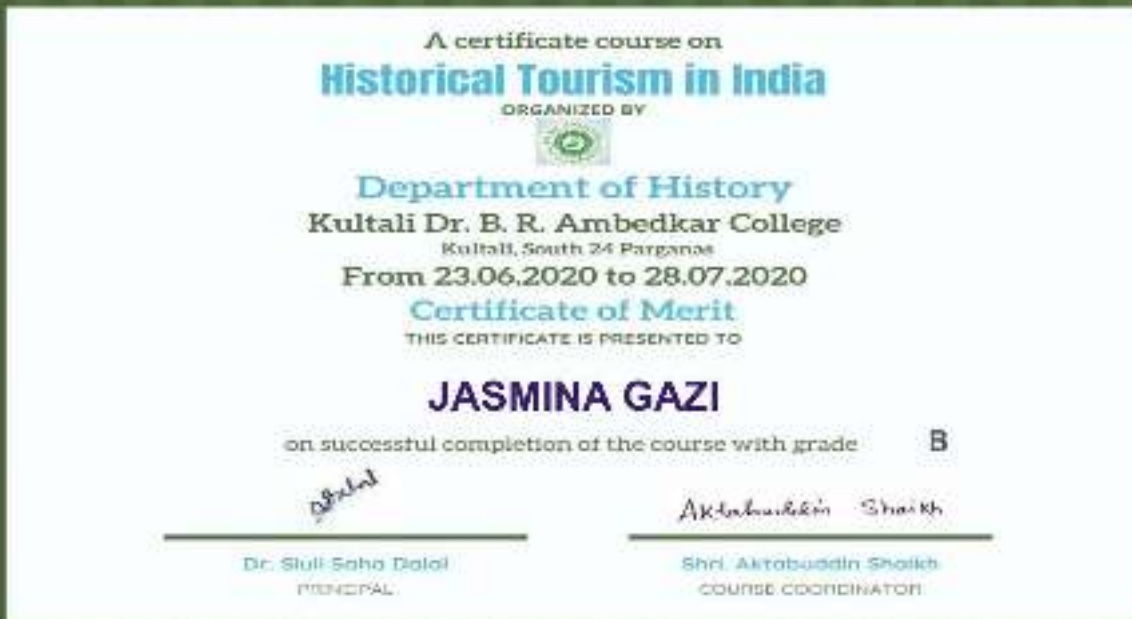 A certificate course on
Historical Tourism in India
ORGANIZED BY
Department of History
Kultali Dr. B. R. Ambedkar College
Kultali, South 24 Parganas
From 23.06.2020 to 28.07.2020
Certificate of Merit
THIS CERTIFICATE IS PRESENTED TO
JASMINA GAZI
on successful completion of the course with grade B
Aktabuddin Shaikh
Dr. Siuli Saha Dalal Shri. Aktabuddin Shaikh
PRINCIPAL COURSE COORDINATOR